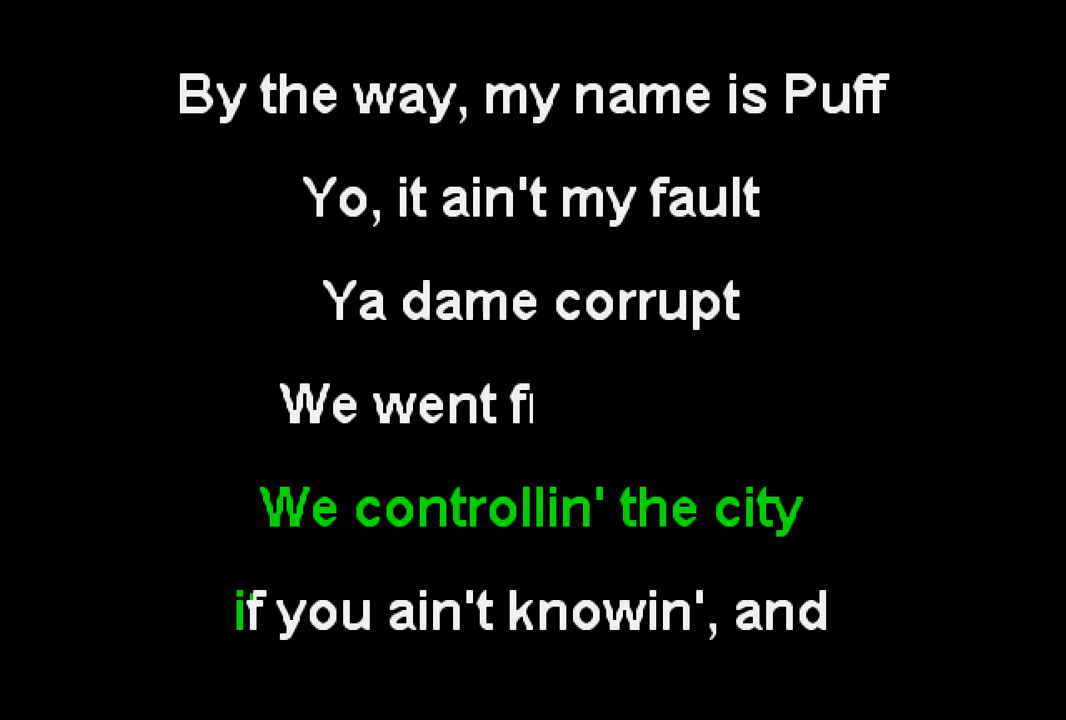 By the way, my name is Puff
Yo, it ain't my fault
Ya dame corrupt
We went
We controllin' the city
if you ain't knowin', and